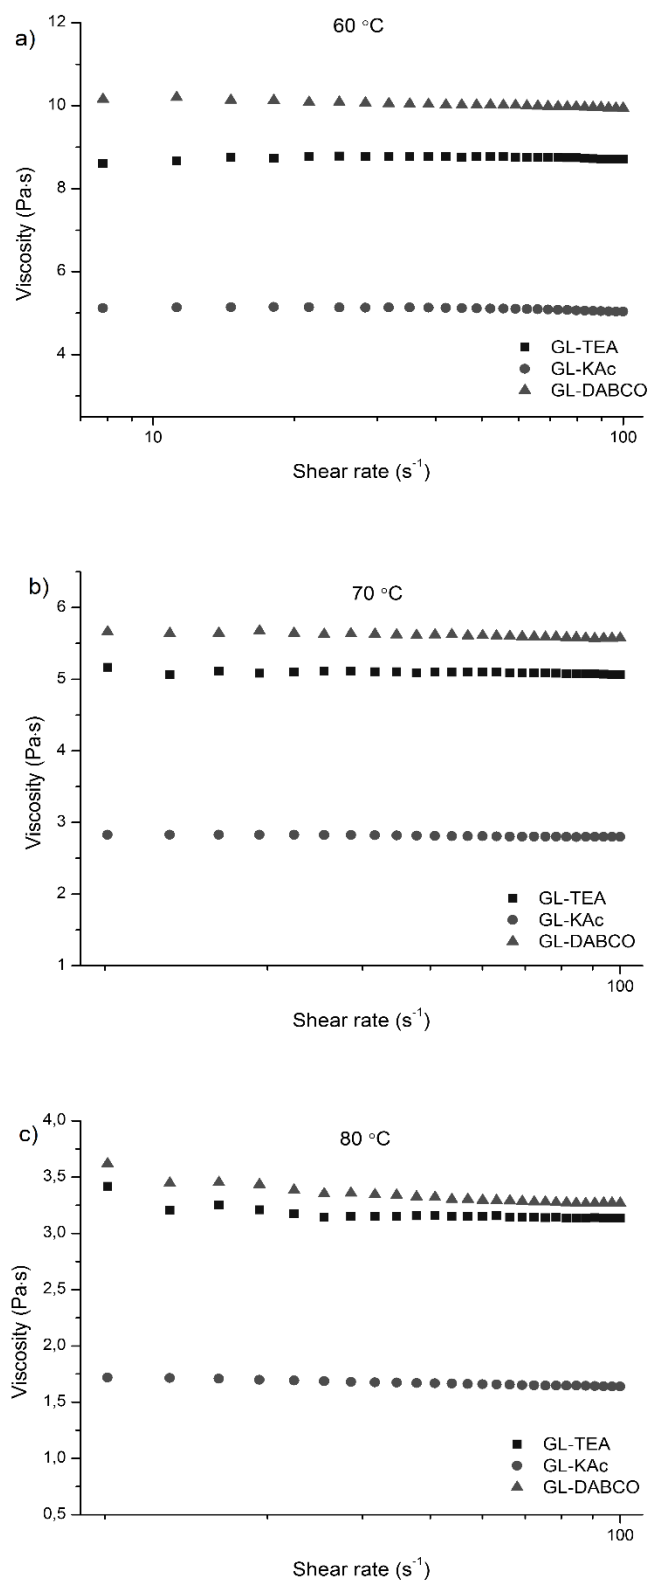 a)
60 °C
12
10
8
6
4
Viscosity (Pa·s)
GL-TEA
GL-KAc
GL-DABCO
10
100
Shear rate (s⁻¹)
b)
70 °C
6
5
4
3
2
1
Viscosity (Pa·s)
GL-TEA
GL-KAc
GL-DABCO
100
Shear rate (s⁻¹)
c)
80 °C
4,0
3,5
3,0
2,5
2,0
1,5
1,0
0,5
Viscosity (Pa·s)
GL-TEA
GL-KAc
GL-DABCO
100
Shear rate (s⁻¹)